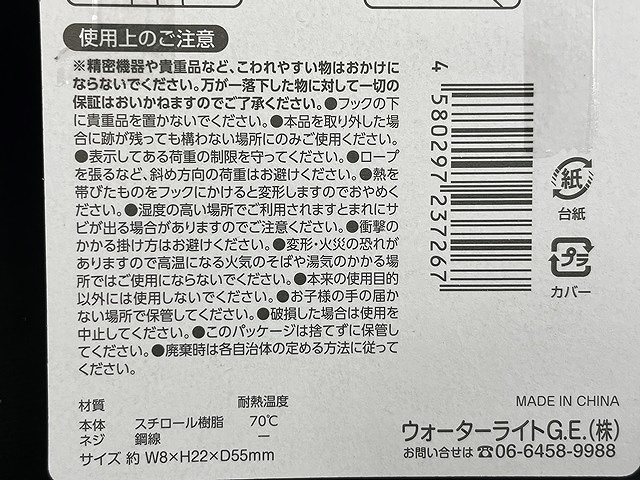 使用上のご注意
※精密機器や貴重品など、こわれやすい物はおかけに
ならないでください。万が一落下した物に対して一切の
保証はおいかねますのでご了承ください。●フックの下
に貴重品を置かないでください。●本品を取り外した場
合に跡が残っても構わない場所にのみご使用ください。
●表示してある荷重の制限を守ってください。●ロープ
を張るなど、斜め方向の荷重はお避けください。●熱を
帯びたものをフックにかけると変形しますのでおやめく
ださい。●湿度の高い場所でご利用されますとまれにサ
ビが出る場合がありますのでご注意ください。●衝撃の
かかる掛け方はお避けください。●変形・火災の恐れが
ありますので高温になる火気のそばや湯気のかかる場
所ではご使用にならないでください。●本来の使用目的
以外には使用しないでください。●お子様の手の届か
ない場所で保管してください。●破損した場合は使用を
中止してください。●このパッケージは捨てずに保管し
てください。●廃棄時は各自治体の定める方法に従って
ください。
4 580297 237267
紙
台紙
プラ
カバー
材質 耐熱温度
本体 スチロール樹脂 70℃
ネジ 鋼線 ー
サイズ 約 W8×H22×D55mm
MADE IN CHINA
ウォーターライトG.E.(株)
お問い合せは☎06-6458-9988